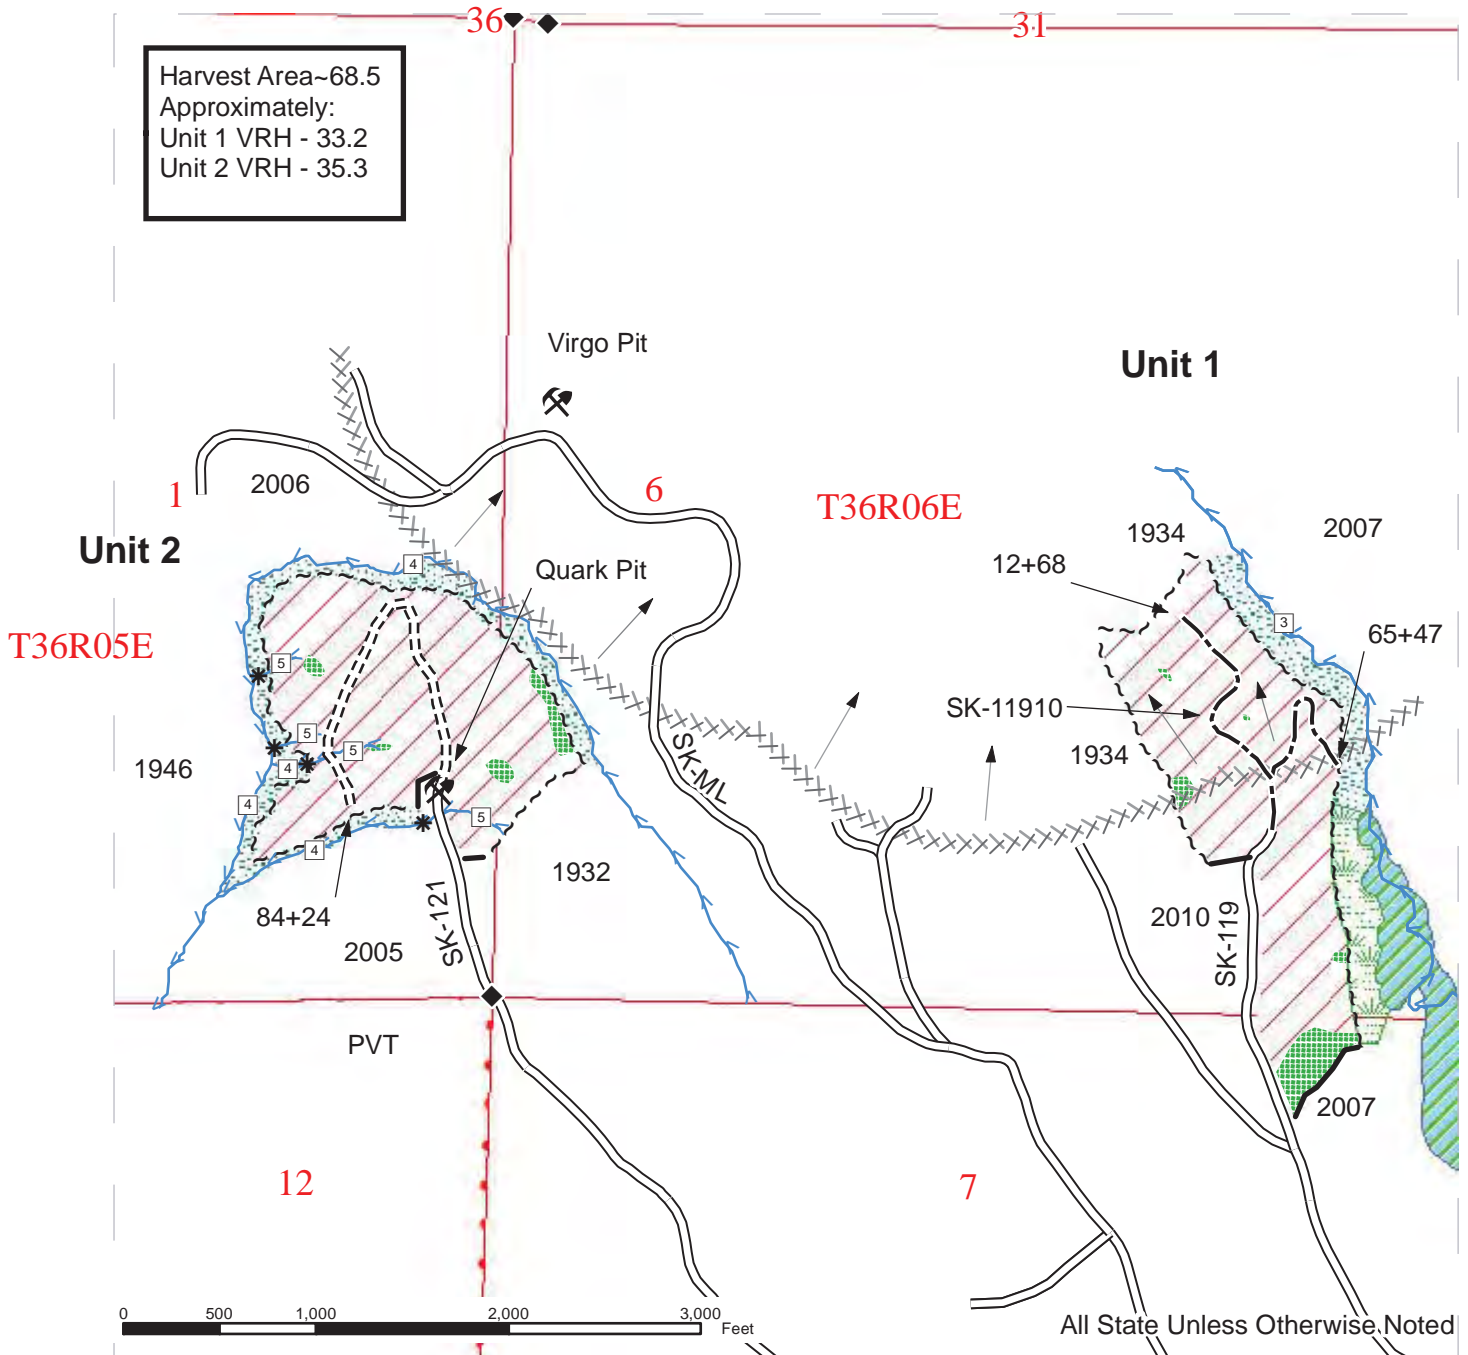 36
31
Harvest Area~68.5
Approximately:
Unit 1 VRH - 33.2
Unit 2 VRH - 35.3
Virgo Pit
Unit 1
2006
1
6
T36R06E
1934
2007
Unit 2
4
Quark Pit
12+68
3
65+47
T36R05E
5
SK-11910
5
5
4
1946
1934
SK-ML
4
5
4
1932
84+24
2005
SK-121
2010
SK-119
PVT
2007
12
7
0
500
1,000
2,000
3,000
Feet
All State Unless Otherwise Noted